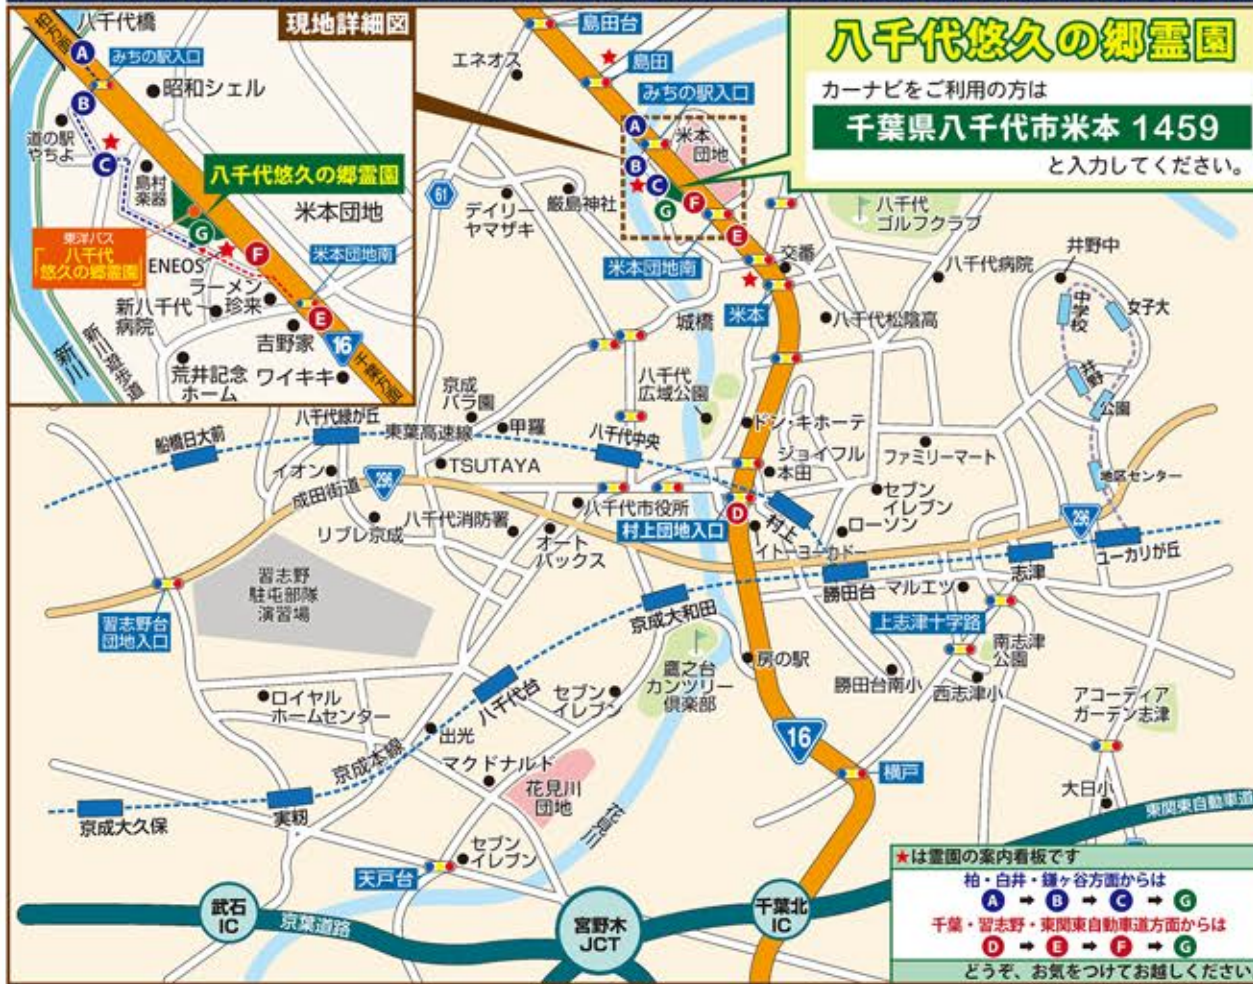 現地詳細図
八千代橋
柏方面
A
みちの駅入口
昭和シェル
B
道の駅
やちよ
C
島村
楽器
八千代悠久の郷霊園
米本団地
東洋バス
八千代
悠久の郷霊園
G
F
米本団地南
ENEOS
ラーメン
珍来
新八千代
病院
E
吉野家
16
新川
新川遊歩道
荒井記念
ホーム
ワイキキ
千葉方面
八千代悠久の郷霊園
カーナビをご利用の方は
千葉県八千代市米本 1459
と入力してください。
島田台
エネオス
島田
みちの駅入口
A
米本
団地
B
C
F
G
E
61
デイリー
ヤマザキ
厳島神社
米本団地南
交番
八千代
ゴルフクラブ
井野中
八千代病院
中学校
女子大
城橋
米本
八千代松陰高
井野
公園
京成
バラ園
八千代
広域公園
八千代緑が丘
東葉高速線
甲羅
八千代中央
ドン・キホーテ
船橋日大前
イオン
TSUTAYA
ジョイフル
本田
ファミリーマート
地区センター
296
成田街道
セブン
イレブン
リブレ京成
八千代消防署
八千代市役所
オート
バックス
村上団地入口
D
村上
ローソン
イトーヨーカドー
296
習志野
駐屯部隊
演習場
志津
ユーカリが丘
勝田台
マルエツ
京成大和田
習志野台
団地入口
上志津十字路
南志津
公園
房の駅
鷹之台
カンツリー
倶楽部
勝田台南小
西志津小
ロイヤル
ホームセンター
八千代台
セブン
イレブン
アコーディア
ガーデン志津
出光
京成本線
マクドナルド
16
横戸
花見川
団地
花見川
大日小
京成大久保
実籾
東関東自動車道
セブン
イレブン
天戸台
武石
IC
京葉道路
宮野木
JCT
千葉北
IC
★は霊園の案内看板です
柏・白井・鎌ヶ谷方面からは
A ➡ B ➡ C ➡ G
千葉・習志野・東関東自動車道方面からは
D ➡ E ➡ F ➡ G
どうぞ、お気をつけてお越しください